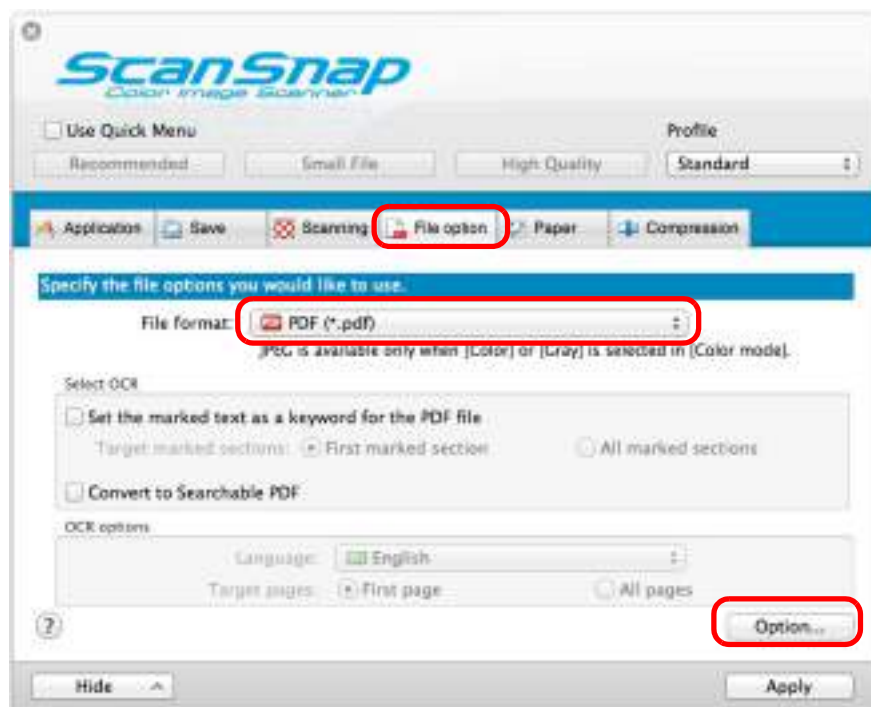 ScanSnap
Color Image Scanner
Use Quick Menu
Profile
Recommended Small File High Quality Standard
Application Save Scanning File option Paper Compression
Specify the file options you would like to use.
File format: PDF (*.pdf)
JPEG is available only when [Color] or [Gray] is selected in [Color mode].
Select OCR
Set the marked text as a keyword for the PDF file
Target marked sections: First marked section All marked sections
Convert to Searchable PDF
OCR options
Language: English
Target pages: First page All pages
? Option...
Hide Apply